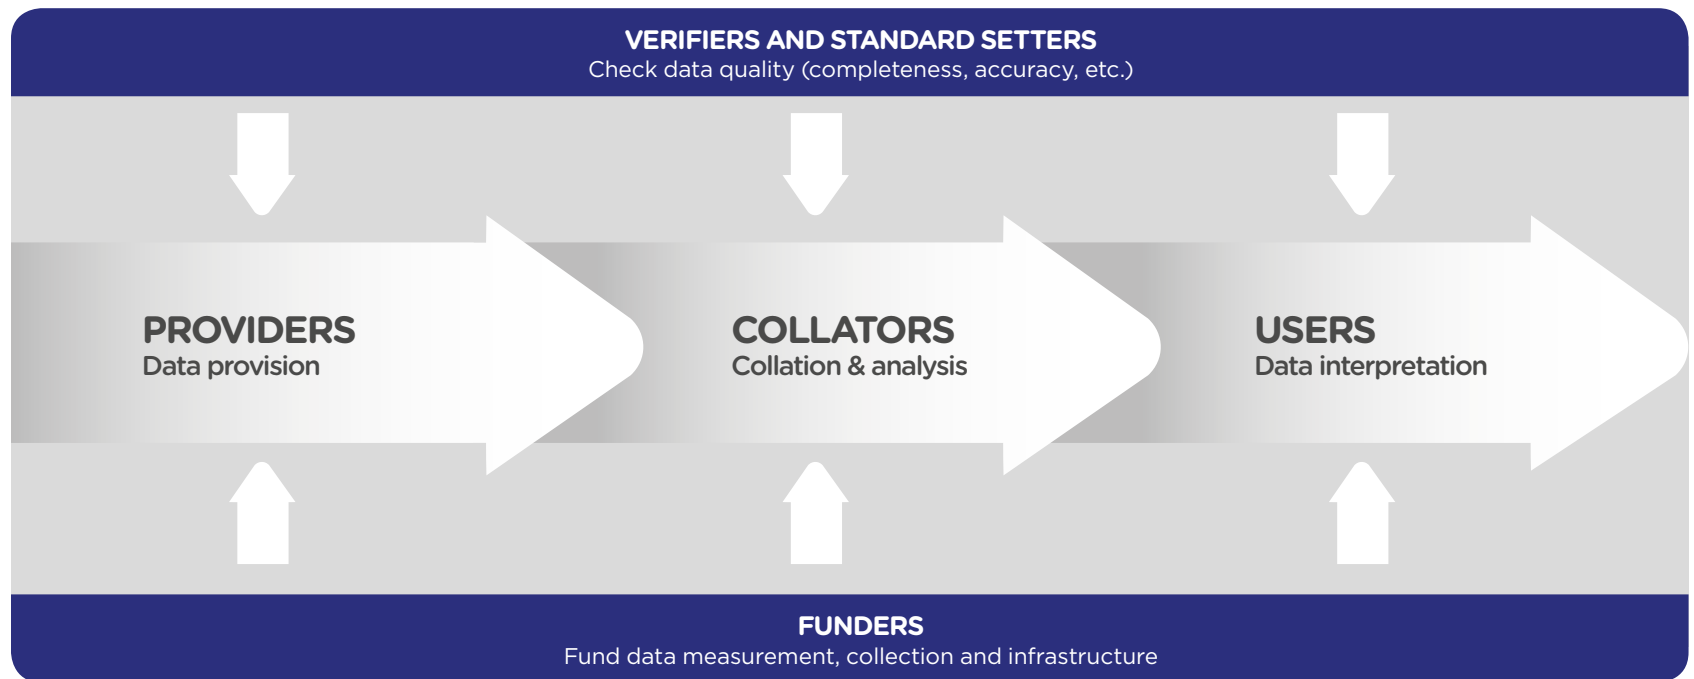 VERIFIERS AND STANDARD SETTERS
Check data quality (completeness, accuracy, etc.)
PROVIDERS
Data provision
COLLATORS
Collation & analysis
USERS
Data interpretation
FUNDERS
Fund data measurement, collection and infrastructure